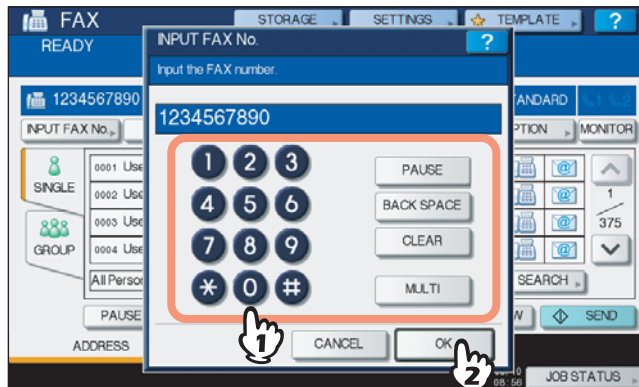 FAX STORAGE SETTINGS TEMPLATE ?
READY
INPUT FAX No. ?
Input the FAX number.
1234567890
1234567890
INPUT FAX No. MONITOR
1 2 3 PAUSE
4 5 6 BACK SPACE
7 8 9 CLEAR
* 0 # MULTI
SINGLE
GROUP
0001 Use
0002 Use
0003 Use
0004 Use
All Person
1
375
SEARCH
PAUSE SEND
1
CANCEL OK
2
ADDRESS
JOB STATUS